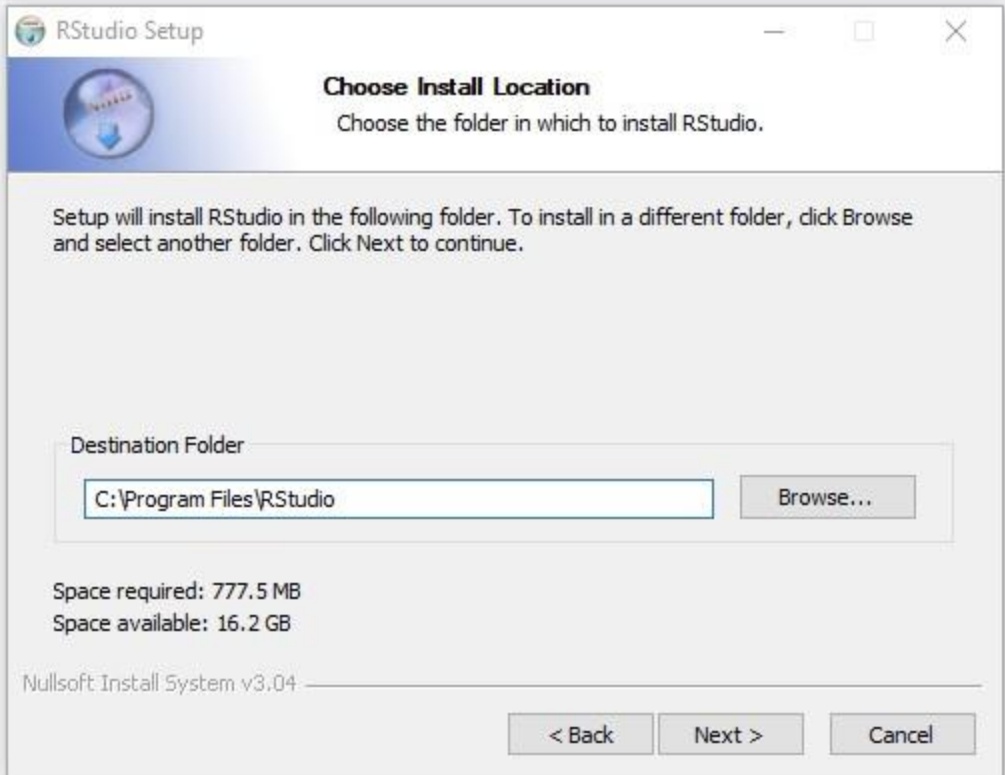 RStudio Setup
Choose Install Location
Choose the folder in which to install RStudio.
Setup will install RStudio in the following folder. To install in a different folder, click Browse
and select another folder. Click Next to continue.
Destination Folder
C:\Program Files\RStudio
Browse...
Space required: 777.5 MB
Space available: 16.2 GB
Nullsoft Install System v3.04
< Back
Next >
Cancel